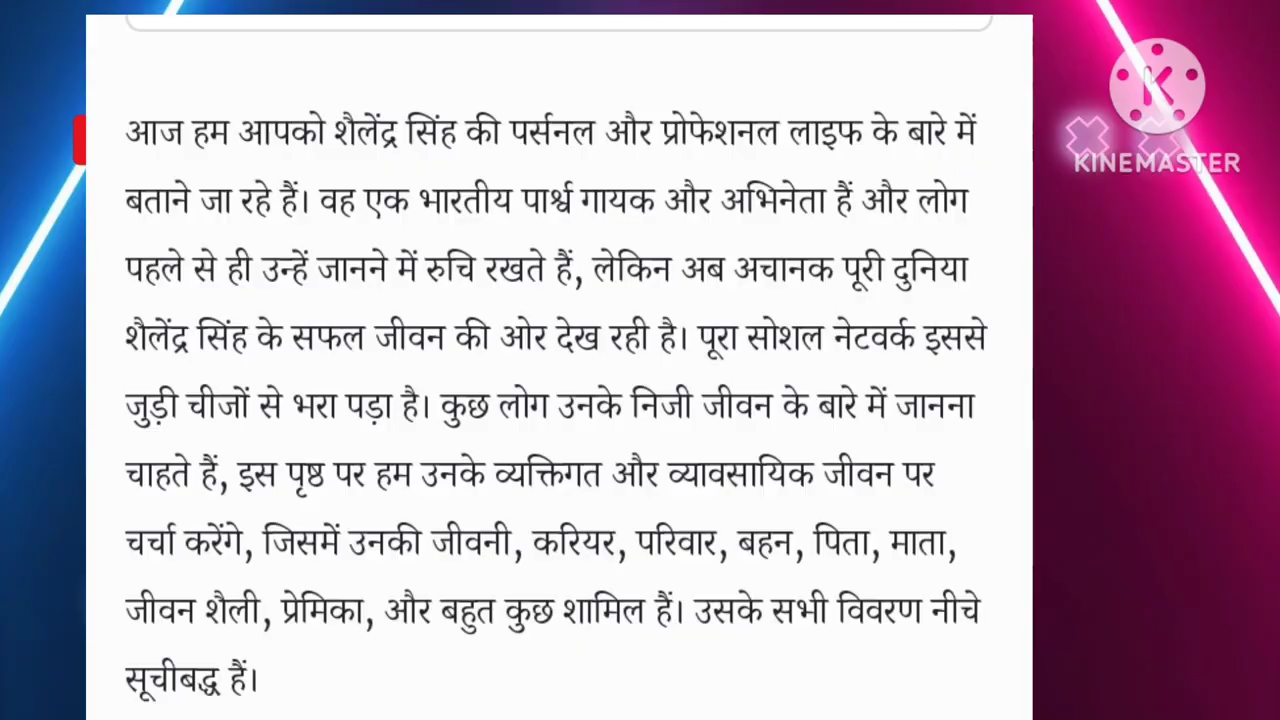 आज हम आपको शैलेंद्र सिंह की पर्सनल और प्रोफेशनल लाइफ के बारे में
बताने जा रहे हैं। वह एक भारतीय पार्श्व गायक और अभिनेता हैं और लोग
पहले से ही उन्हें जानने में रुचि रखते हैं, लेकिन अब अचानक पूरी दुनिया
शैलेंद्र सिंह के सफल जीवन की ओर देख रही है। पूरा सोशल नेटवर्क इससे
जुड़ी चीजों से भरा पड़ा है। कुछ लोग उनके निजी जीवन के बारे में जानना
चाहते हैं, इस पृष्ठ पर हम उनके व्यक्तिगत और व्यावसायिक जीवन पर
चर्चा करेंगे, जिसमें उनकी जीवनी, करियर, परिवार, बहन, पिता, माता,
जीवन शैली, प्रेमिका, और बहुत कुछ शामिल हैं। उसके सभी विवरण नीचे
सूचीबद्ध हैं।
K
KINEMASTER